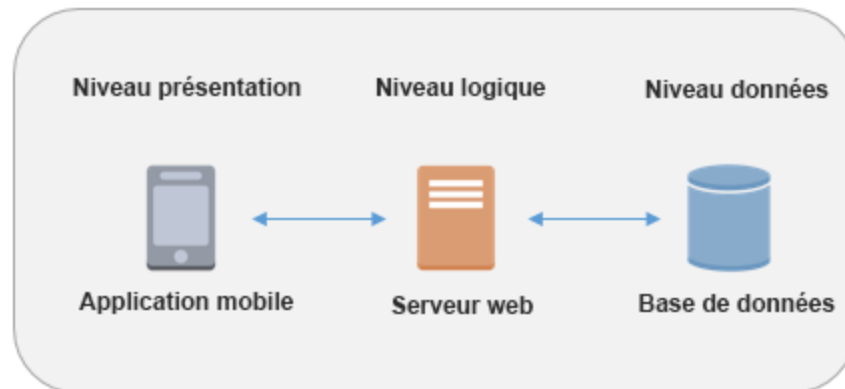 Niveau présentation
Niveau logique
Niveau données
Application mobile
Serveur web
Base de données